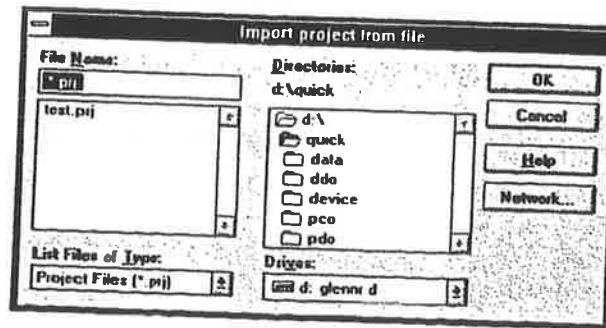 Import project from file
File Name:
*.prj
test.prj
List Files of Type:
Project Files (*.prj)
Directories:
d:\quick
d:\
quick
data
ddo
device
pco
pdo
Drives:
d:
OK
Cancel
Help
Network...